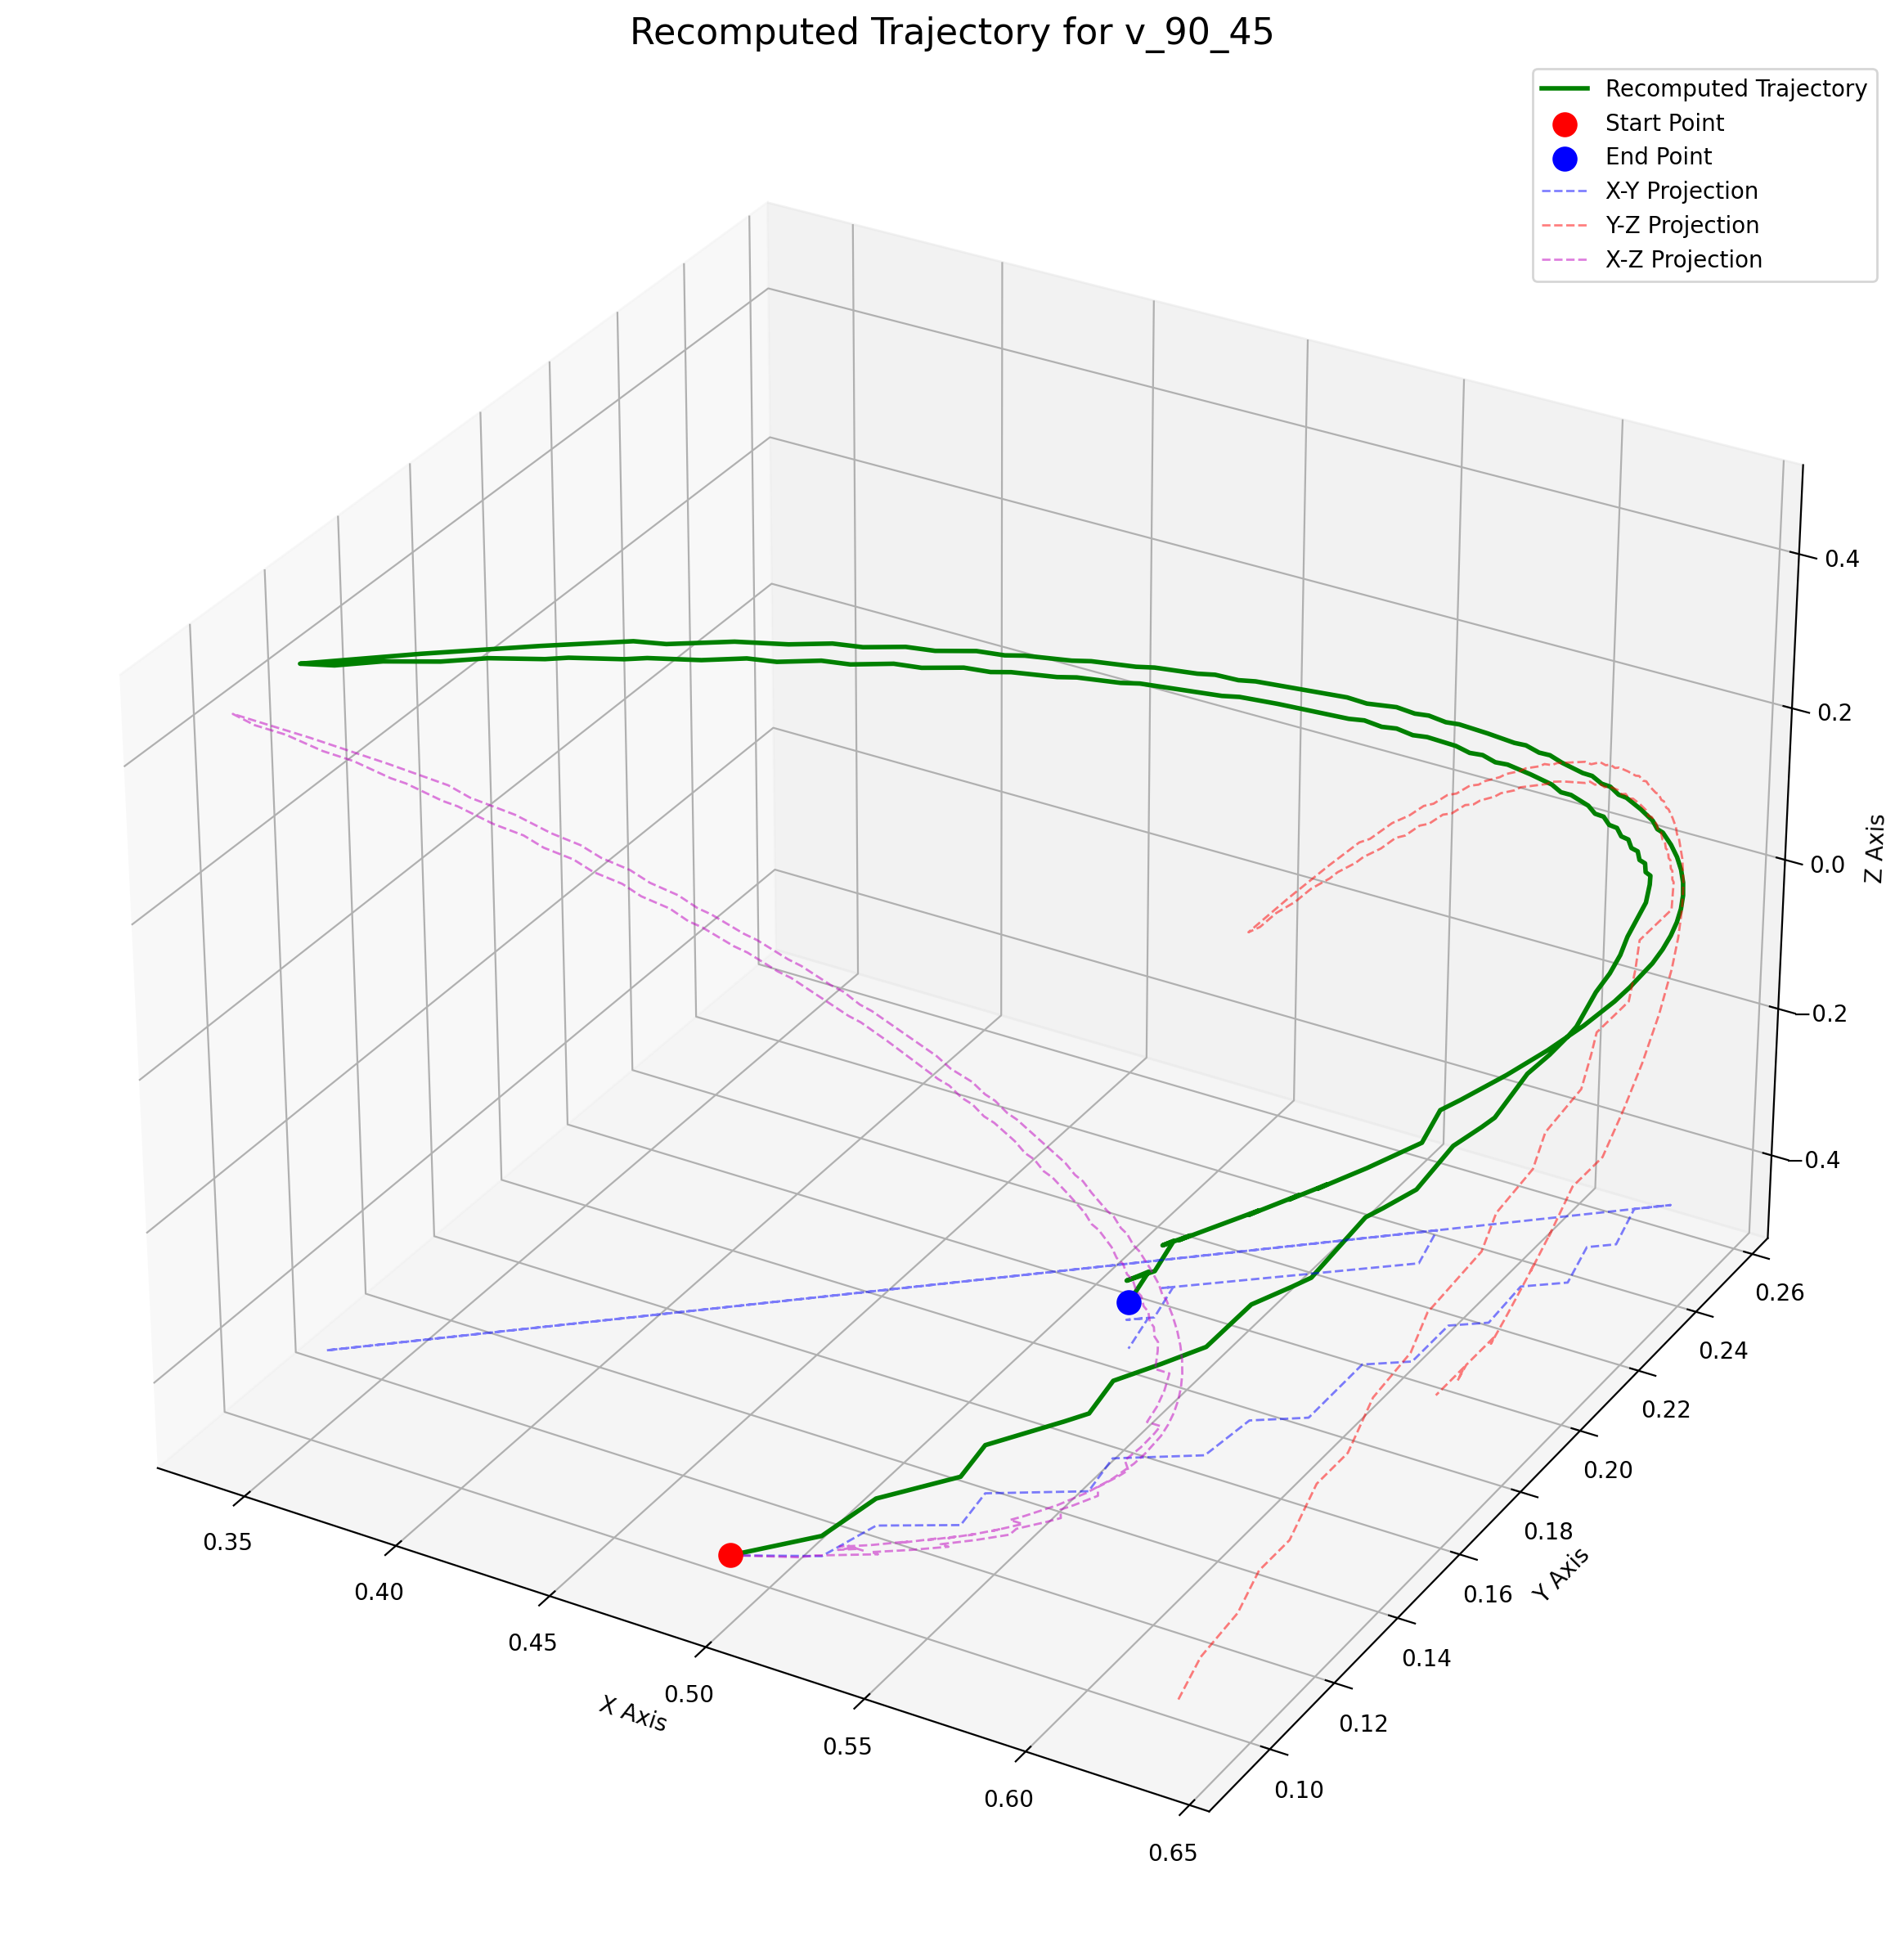 Recomputed Trajectory for v_90_45
Recomputed Trajectory
Start Point
End Point
X-Y Projection
Y-Z Projection
X-Z Projection
0.4
0.2
0.0
−0.2
−0.4
Z Axis
0.26
0.24
0.22
0.20
0.18
0.16
0.14
0.12
0.10
Y Axis
0.35
0.40
0.45
0.50
0.55
0.60
0.65
X Axis